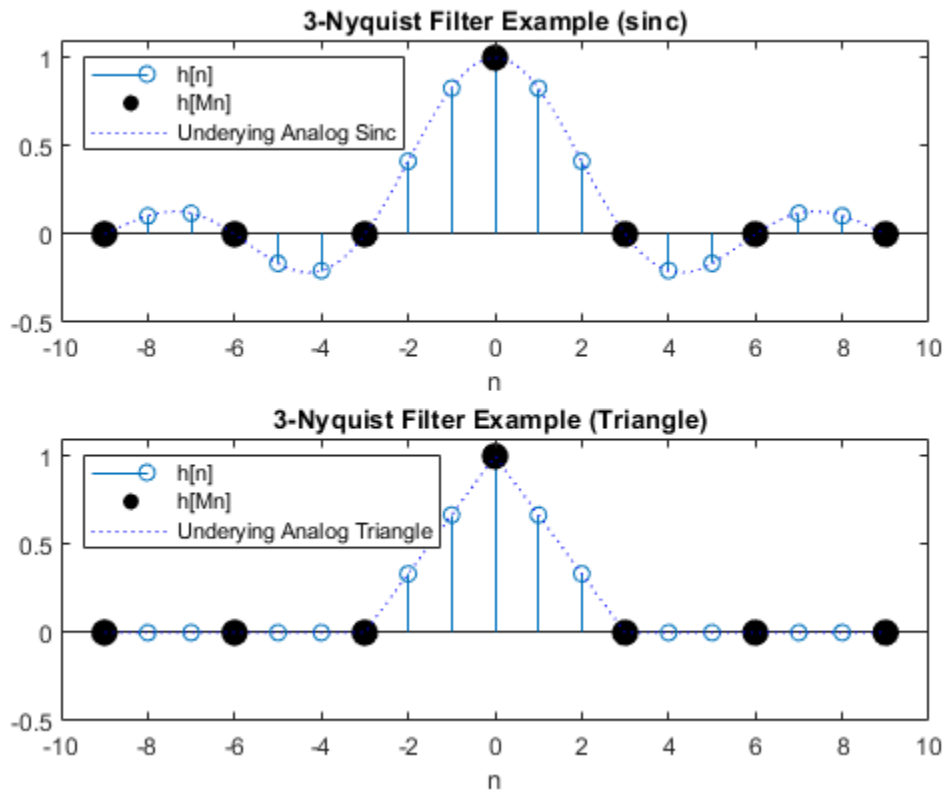 3-Nyquist Filter Example (sinc)
1
0.5
0
-0.5
h[n]
h[Mn]
Underying Analog Sinc
-10 -8 -6 -4 -2 0 2 4 6 8 10
n
3-Nyquist Filter Example (Triangle)
1
0.5
0
-0.5
h[n]
h[Mn]
Underying Analog Triangle
-10 -8 -6 -4 -2 0 2 4 6 8 10
n